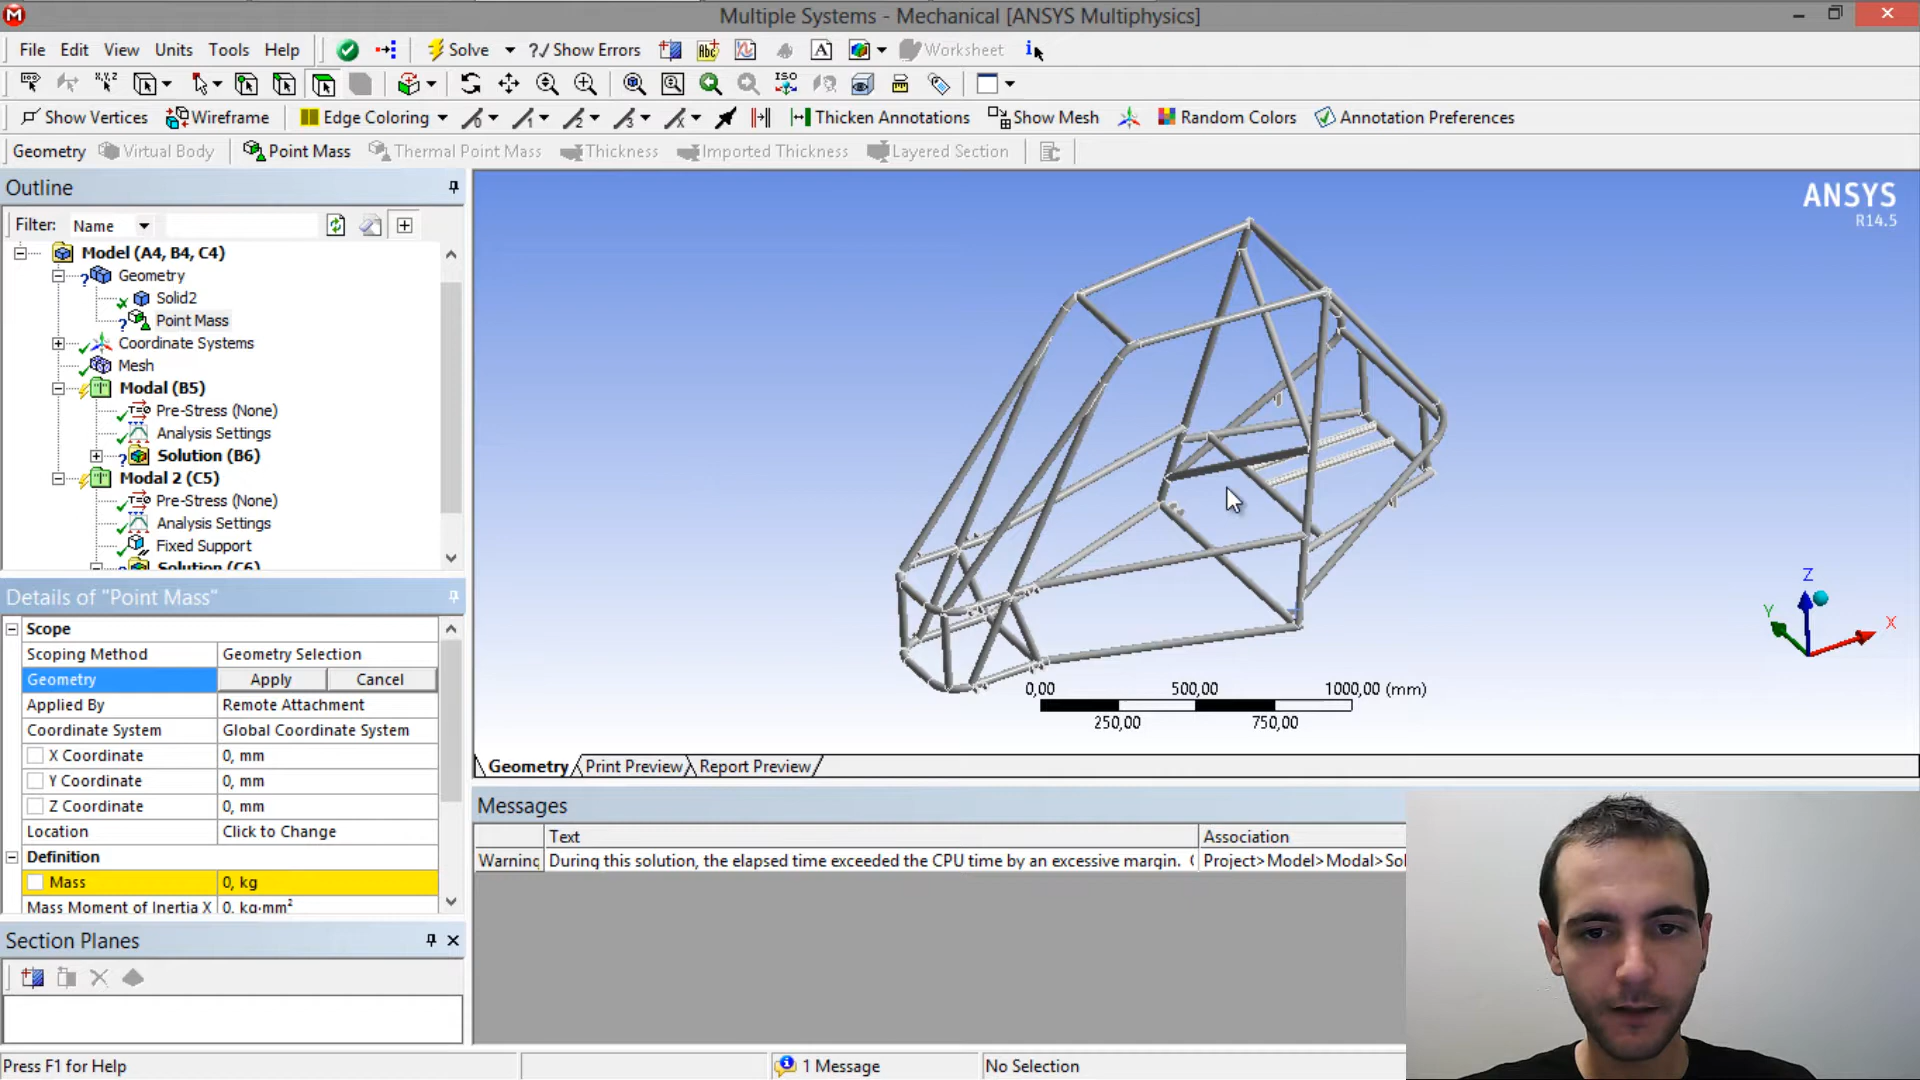 Multiple Systems - Mechanical [ANSYS Multiphysics]
File Edit View Units Tools Help Solve ?/ Show Errors Worksheet
Show Vertices Wireframe Edge Coloring Thicken Annotations Show Mesh Random Colors Annotation Preferences
Geometry Virtual Body Point Mass Thermal Point Mass Thickness Imported Thickness Layered Section
Outline
Filter: Name
Model (A4, B4, C4)
Geometry
Solid2
Point Mass
Coordinate Systems
Mesh
Modal (B5)
Pre-Stress (None)
Analysis Settings
Solution (B6)
Modal 2 (C5)
Pre-Stress (None)
Analysis Settings
Fixed Support
Solution (C6)
Details of "Point Mass"
Scope
Scoping Method Geometry Selection
Geometry Apply Cancel
Applied By Remote Attachment
Coordinate System Global Coordinate System
X Coordinate 0, mm
Y Coordinate 0, mm
Z Coordinate 0, mm
Location Click to Change
Definition
Mass 0, kg
Mass Moment of Inertia X 0, kg·mm²
Section Planes
Press F1 for Help
ANSYS
R14.5
Z
Y
X
0,00 500,00 1000,00 (mm)
250,00 750,00
Geometry Print Preview Report Preview
Messages
Text Association
Warning During this solution, the elapsed time exceeded the CPU time by an excessive margin. Project>Model>Modal>Sol
1 Message No Selection